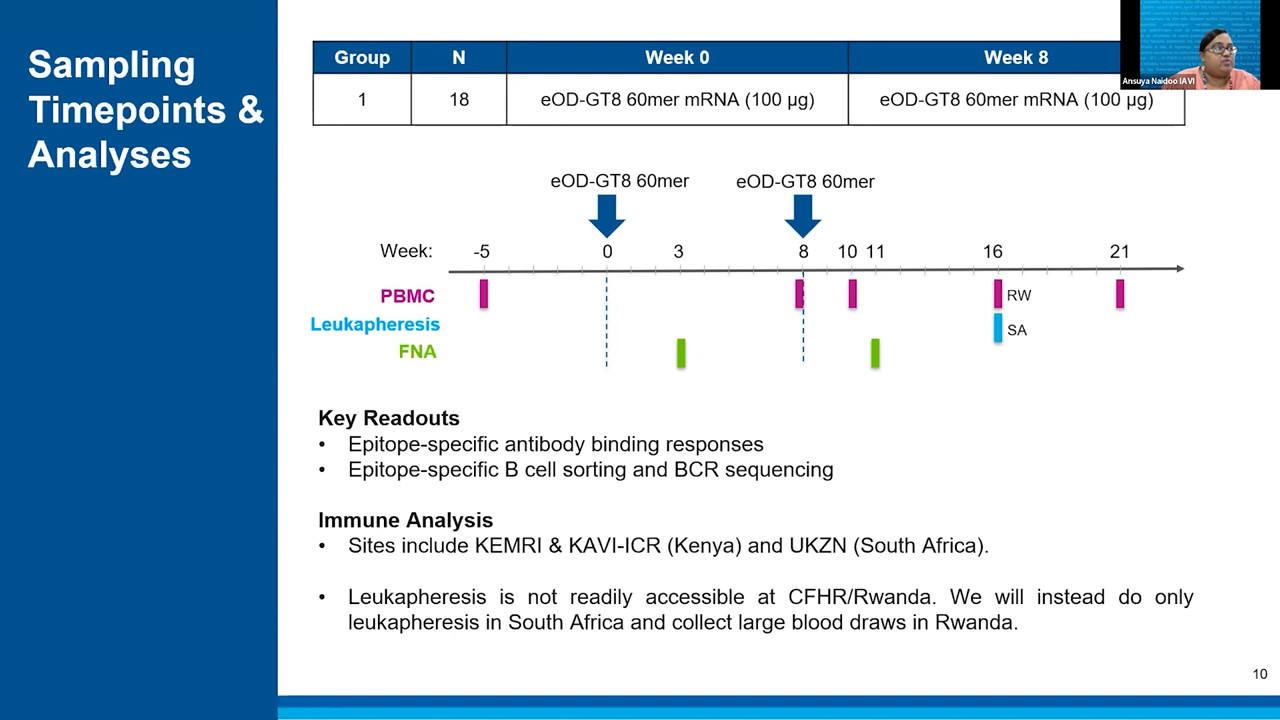 Sampling
Timepoints &
Analyses
Group N Week 0 Week 8
1 18 eOD-GT8 60mer mRNA (100 µg) eOD-GT8 60mer mRNA (100 µg)
Ansuya Naidoo IAVI
eOD-GT8 60mer eOD-GT8 60mer
Week: -5 0 3 8 10 11 16 21
PBMC RW
Leukapheresis SA
FNA
Key Readouts
• Epitope-specific antibody binding responses
• Epitope-specific B cell sorting and BCR sequencing
Immune Analysis
• Sites include KEMRI & KAVI-ICR (Kenya) and UKZN (South Africa).
• Leukapheresis is not readily accessible at CFHR/Rwanda. We will instead do only
leukapheresis in South Africa and collect large blood draws in Rwanda.
10